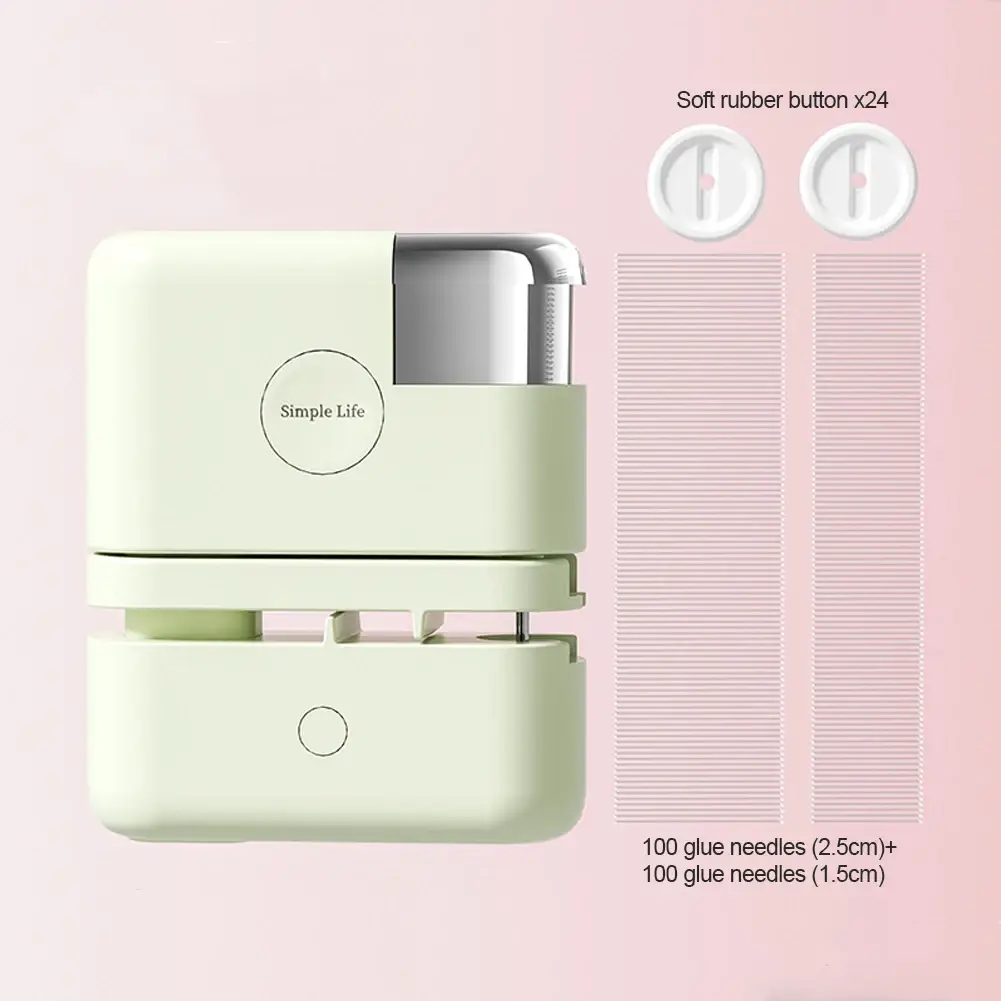 Soft rubber button x24
Simple Life
100 glue needles (2.5cm)+
100 glue needles (1.5cm)